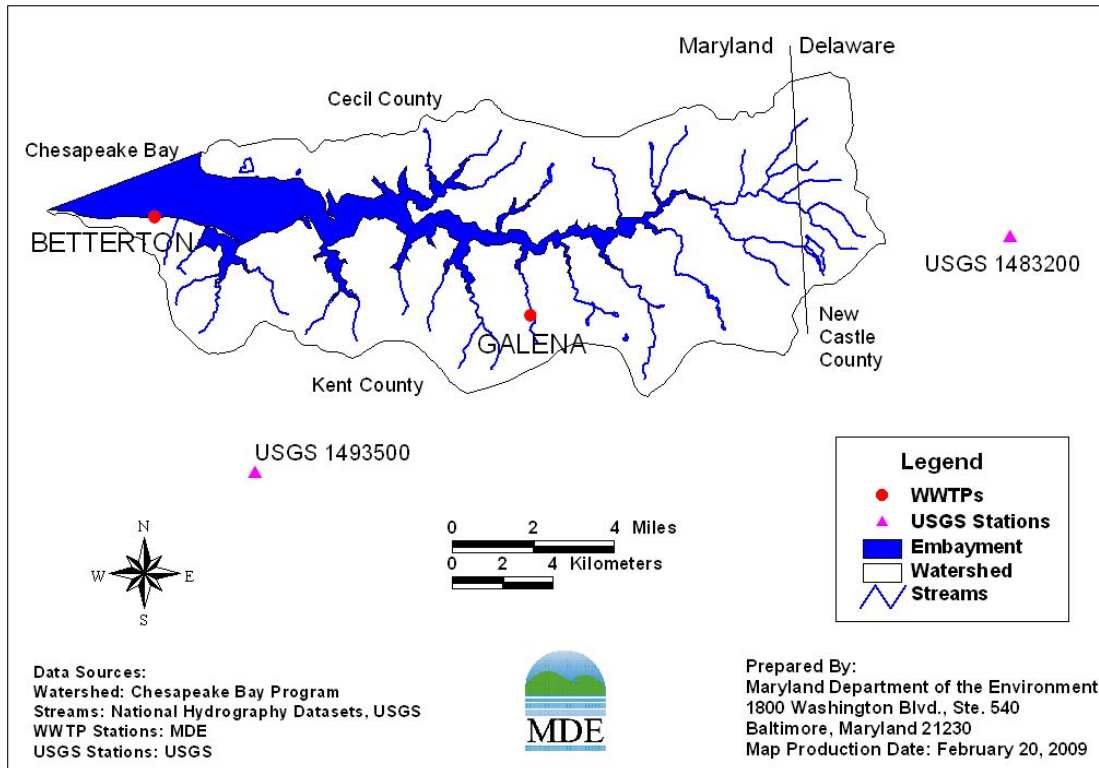 Maryland
Delaware
Cecil County
Chesapeake Bay
BETTERTON
USGS 1483200
GALENA
New
Castle
County
Kent County
USGS 1493500
Legend
WWTPs
USGS Stations
Embayment
Watershed
Streams
0 2 4 Miles
0 2 4 Kilometers
N
W E
S
Data Sources:
Watershed: Chesapeake Bay Program
Streams: National Hydrography Datasets, USGS
WWTP Stations: MDE
USGS Stations: USGS
MDE
Prepared By:
Maryland Department of the Environment
1800 Washington Blvd., Ste. 540
Baltimore, Maryland 21230
Map Production Date: February 20, 2009